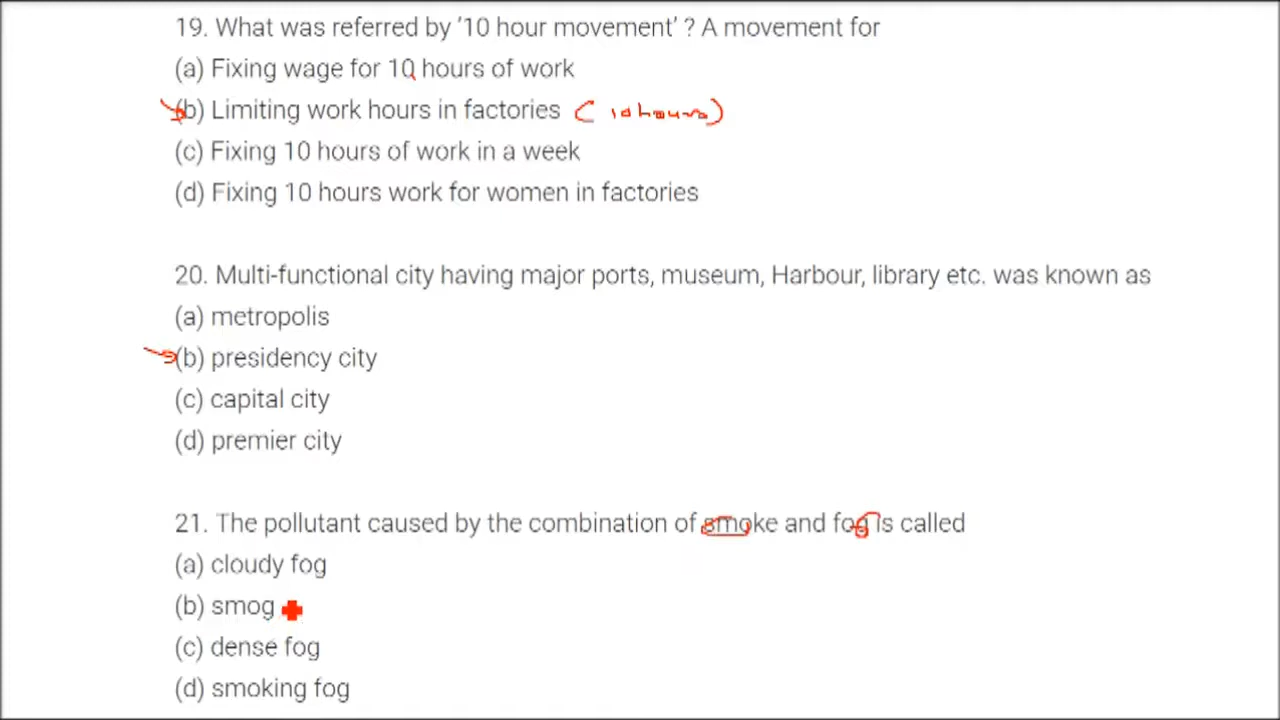 19. What was referred by ‘10 hour movement’ ? A movement for
(a) Fixing wage for 10 hours of work
(b) Limiting work hours in factories (10 hours)
(c) Fixing 10 hours of work in a week
(d) Fixing 10 hours work for women in factories
20. Multi-functional city having major ports, museum, Harbour, library etc. was known as
(a) metropolis
(b) presidency city
(c) capital city
(d) premier city
21. The pollutant caused by the combination of smoke and fog is called
(a) cloudy fog
(b) smog
(c) dense fog
(d) smoking fog